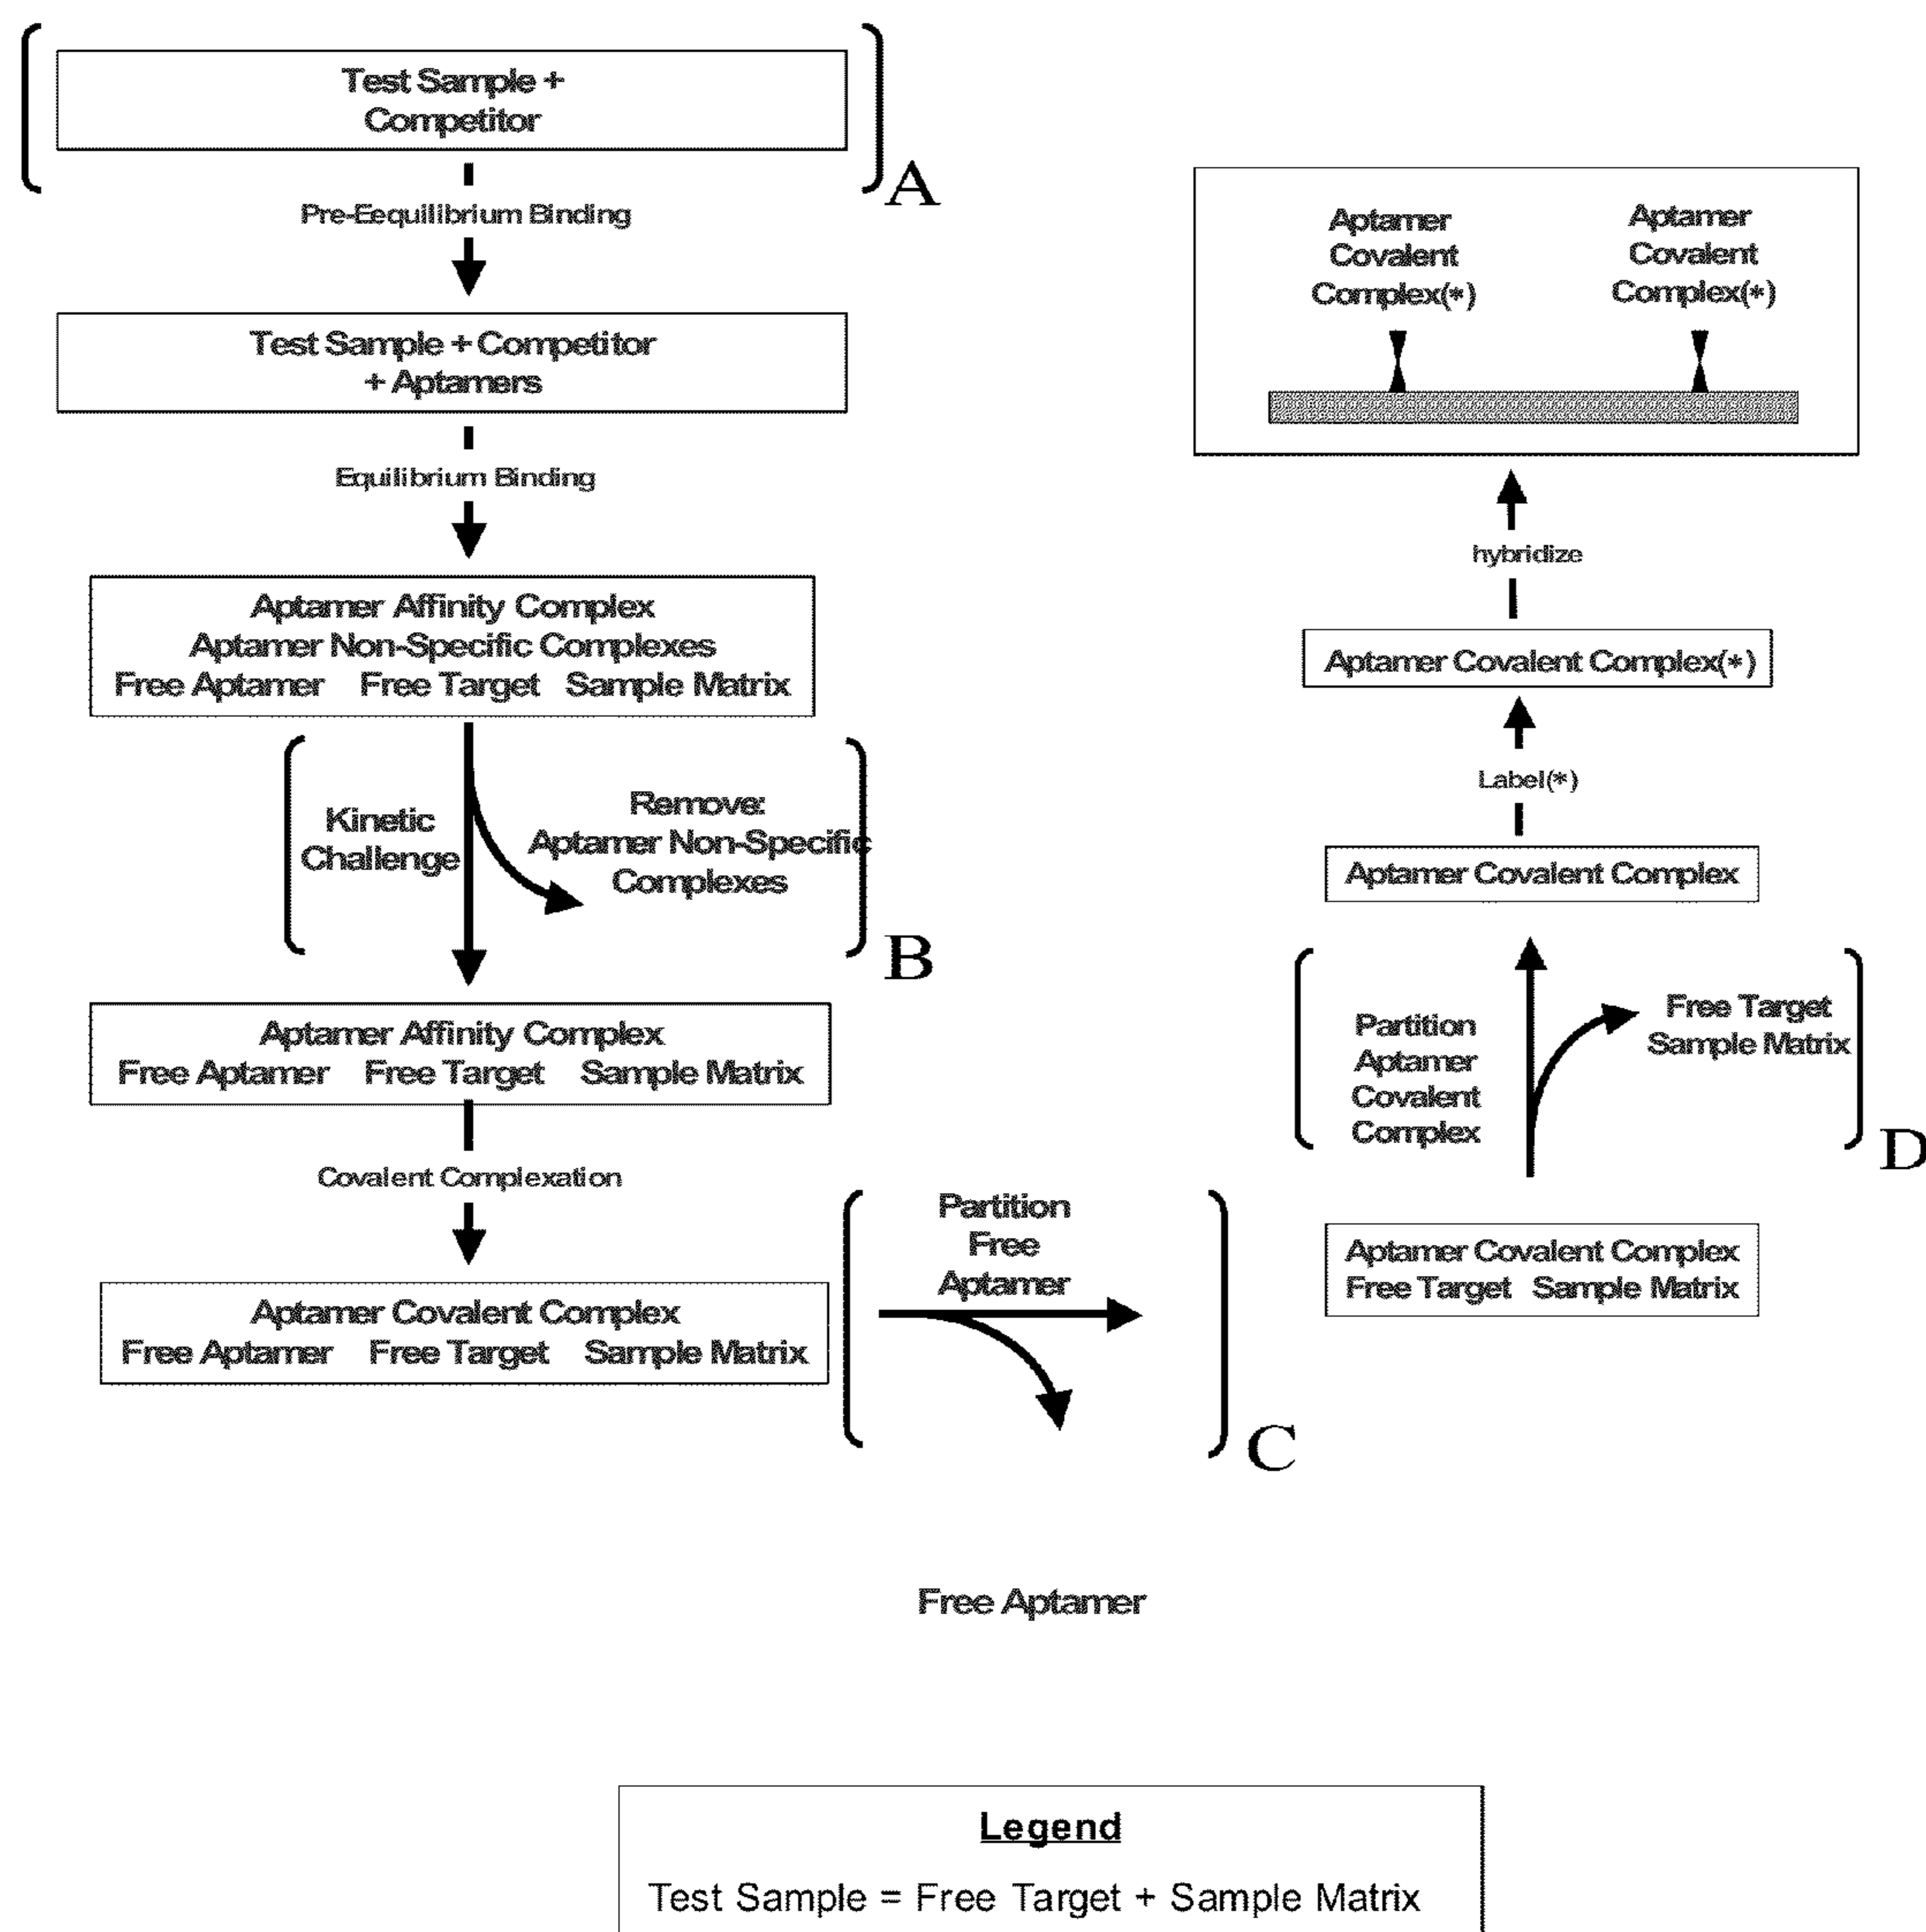 Test Sample +
Competitor
A
Pre-Eequilibrium Binding
Test Sample + Competitor
+ Aptamers
Equilibrium Binding
Aptamer Affinity Complex
Aptamer Non-Specific Complexes
Free Aptamer Free Target Sample Matrix
Kinetic
Challenge
Remove:
Aptamer Non-Specific
Complexes
B
Aptamer Affinity Complex
Free Aptamer Free Target Sample Matrix
Covalent Complexation
Aptamer Covalent Complex
Free Aptamer Free Target Sample Matrix
Partition
Free
Aptamer
C
Free Aptamer
Aptamer Covalent Complex
Free Target Sample Matrix
Partition
Aptamer
Covalent
Complex
Free Target
Sample Matrix
D
Aptamer Covalent Complex
Label(*)
Aptamer Covalent Complex(*)
hybridize
Aptamer
Covalent
Complex(*)
Aptamer
Covalent
Complex(*)
Legend
Test Sample = Free Target + Sample Matrix